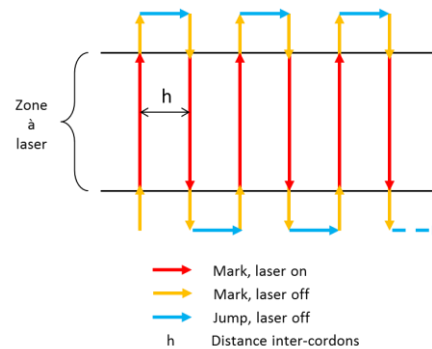 Zone
à
laser
h
Mark, laser on
Mark, laser off
Jump, laser off
h Distance inter-cordons